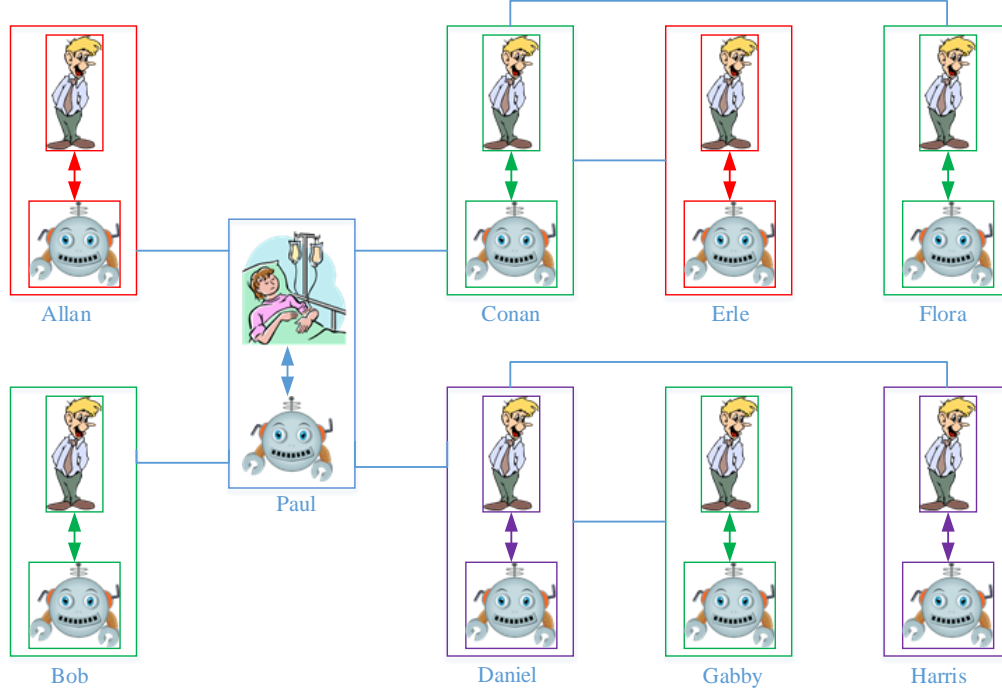 Allan
Conan
Erle
Flora
Paul
Bob
Daniel
Gabby
Harris